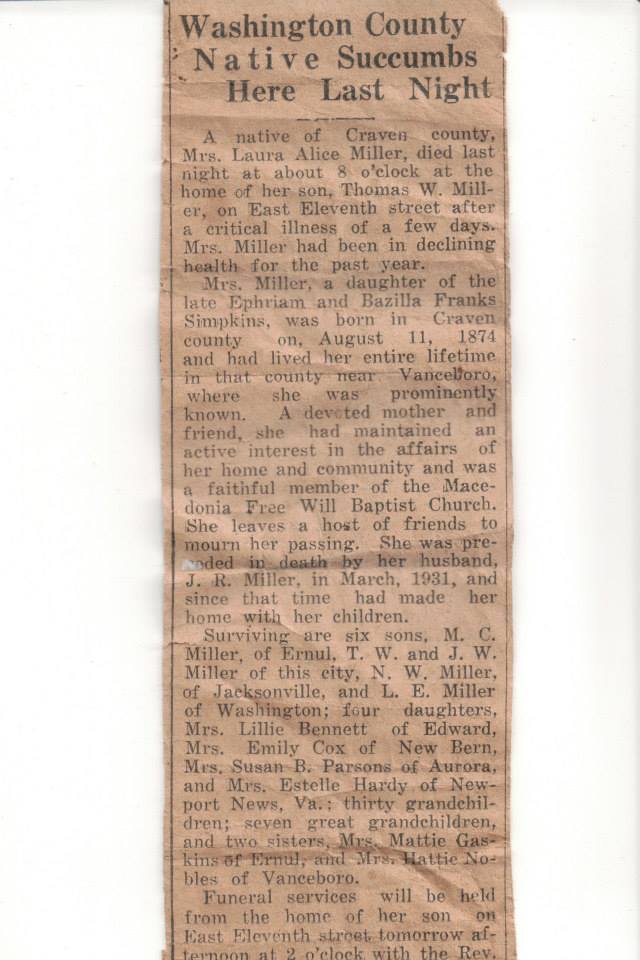 Washington County
Native Succumbs
Here Last Night
A native of Craven county,
Mrs. Laura Alice Miller, died last
night at about 8 o'clock at the
home of her son, Thomas W. Mill-
er, on East Eleventh street after
a critical illness of a few days.
Mrs. Miller had been in declining
health for the past year.
Mrs. Miller, a daughter of the
late Ephriam and Bazilla Franks
Simpkins, was born in Craven
county on, August 11, 1874
and had lived her entire lifetime
in that county near Vanceboro,
where she was prominently
known. A devoted mother and
friend, she had maintained an
active interest in the affairs of
her home and community and was
a faithful member of the Mace-
donia Free Will Baptist Church.
She leaves a host of friends to
mourn her passing. She was pre-
ceded in death by her husband,
J. R. Miller, in March, 1931, and
since that time had made her
home with her children.
Surviving are six sons, M. C.
Miller, of Ernul, T. W. and J. W.
Miller of this city, N. W. Miller,
of Jacksonville, and L. E. Miller
of Washington; four daughters,
Mrs. Lillie Bennett of Edward,
Mrs. Emily Cox of New Bern,
Mrs. Susan B. Parsons of Aurora,
and Mrs. Estelle Hardy of New-
port News, Va.; thirty grandchil-
dren; seven great grandchildren,
and two sisters, Mrs. Mattie Gas-
kins of Ernul, and Mrs. Hattie No-
bles of Vanceboro.
Funeral services will be held
from the home of her son on
East Eleventh street tomorrow af-
ternoon at 2 o'clock with the Rev.